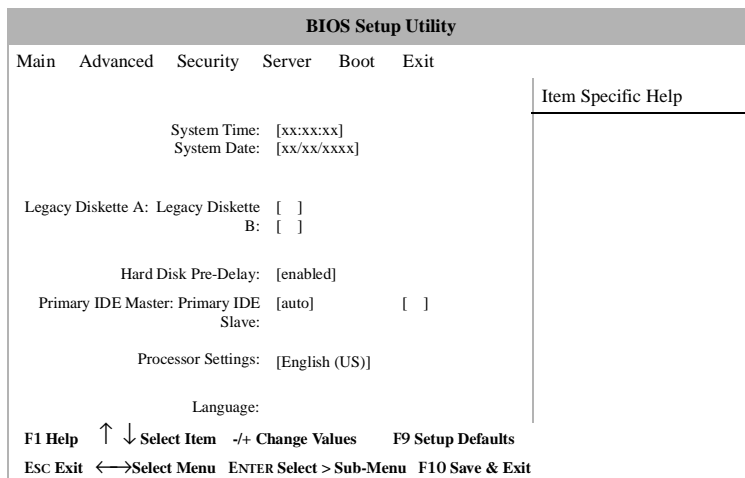 BIOS Setup Utility
Main Advanced Security Server Boot Exit
Item Specific Help
System Time: [xx:xx:xx]
System Date: [xx/xx/xxxx]
Legacy Diskette A: Legacy Diskette [ ]
B: [ ]
Hard Disk Pre-Delay: [enabled]
Primary IDE Master: Primary IDE [auto] [ ]
Slave:
Processor Settings: [English (US)]
Language:
F1 Help ↑ ↓ Select Item -/+ Change Values F9 Setup Defaults
ESC Exit ←→ Select Menu ENTER Select > Sub-Menu F10 Save & Exit